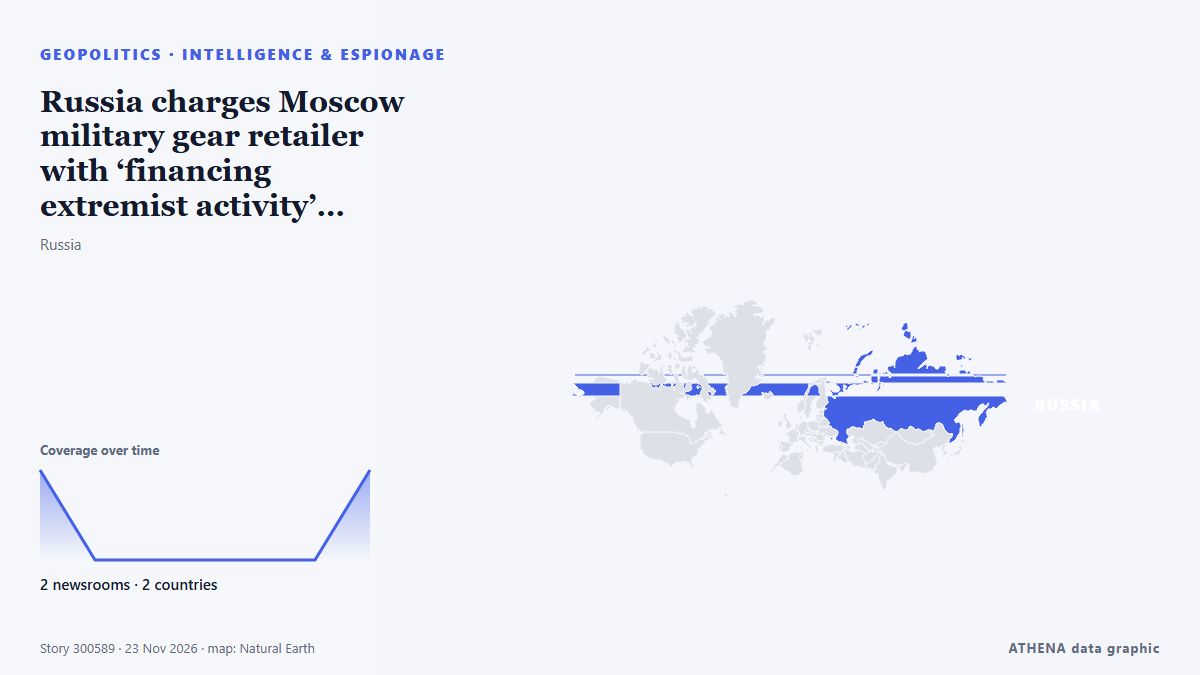 GEOPOLITICS · INTELLIGENCE & ESPIONAGE
Russia charges Moscow
military gear retailer
with ‘financing
extremist activity’...
Russia
RUSSIA
Coverage over time
2 newsrooms · 2 countries
Story 300589 · 23 Nov 2026 · map: Natural Earth
ATHENA data graphic